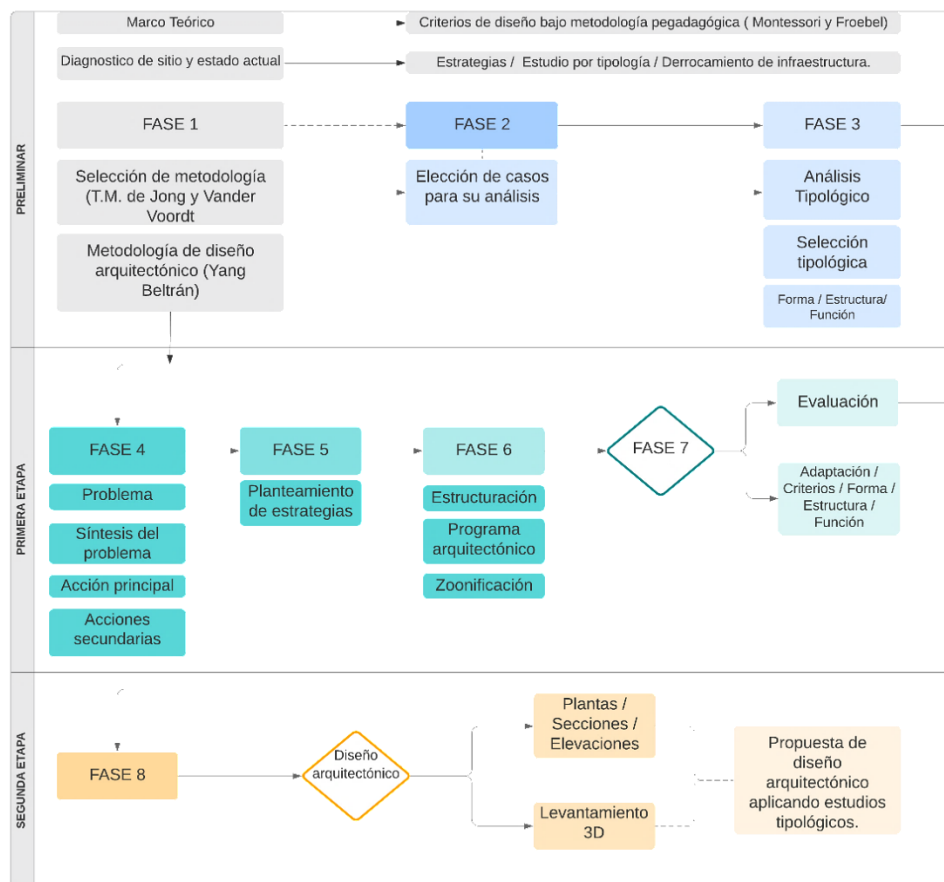 PRELIMINAR
Marco Teórico
Criterios de diseño bajo metodología pegadagógica ( Montessori y Froebel)
Diagnostico de sitio y estado actual
Estrategias / Estudio por tipología / Derrocamiento de infraestructura.
FASE 1
FASE 2
FASE 3
Selección de metodología
(T.M. de Jong y Vander
Voordt
Metodología de diseño
arquitectónico (Yang
Beltrán)
Elección de casos
para su análisis
Análisis
Tipológico
Selección
tipológica
Forma / Estructura/
Función
PRIMERA ETAPA
FASE 4
Problema
Síntesis del
problema
Acción principal
Acciones
secundarias
FASE 5
Planteamiento
de estrategias
FASE 6
Estructuración
Programa
arquitectónico
Zoonificación
FASE 7
Evaluación
Adaptación /
Criterios / Forma /
Estructura /
Función
SEGUNDA ETAPA
FASE 8
Diseño
arquitectónico
Plantas /
Secciones /
Elevaciones
Levantamiento
3D
Propuesta de
diseño
arquitectónico
aplicando estudios
tipológicos.